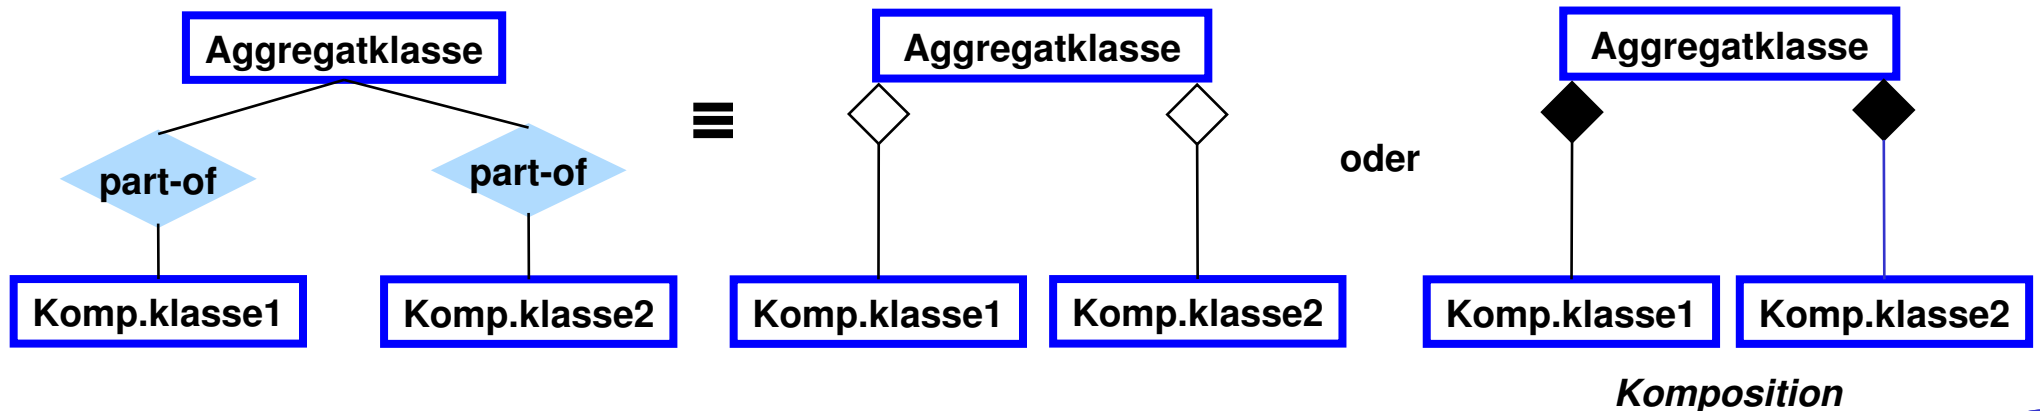 Aggregatklasse
part-of
part-of
Komp.klasse1
Komp.klasse2
≡
Aggregatklasse
Komp.klasse1
Komp.klasse2
oder
Aggregatklasse
Komp.klasse1
Komp.klasse2
Komposition